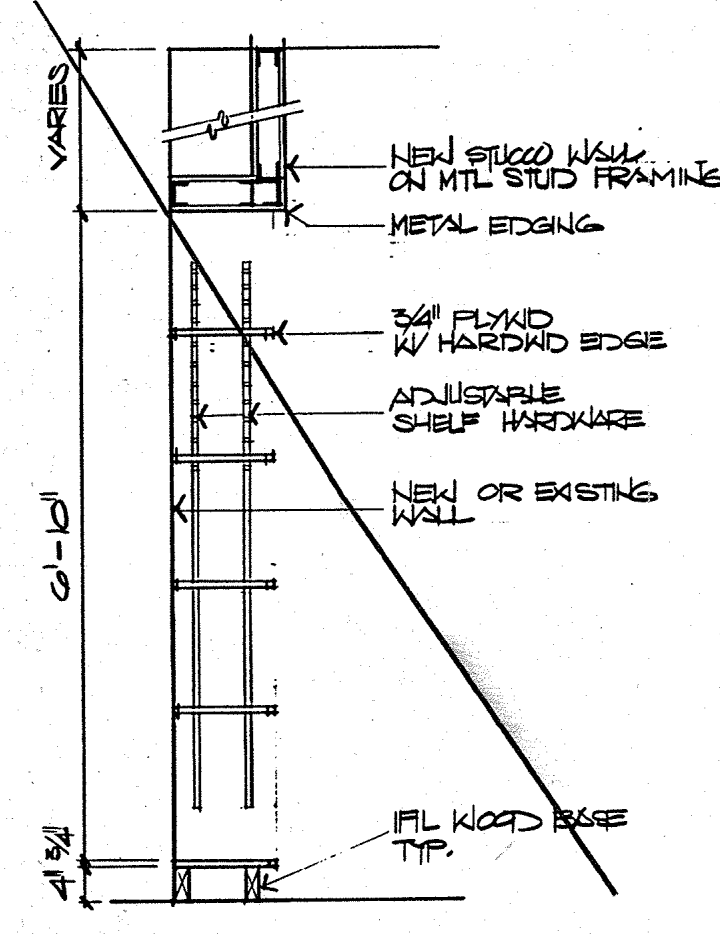 VARIES
NEW STUCCO WALL
ON MTL STUD FRAMING
METAL EDGING
3/4" PLYWD
W/ HARDWD EDGE
ADJUSTABLE
SHELF HARDWARE
NEW OR EXISTING
WALL
6'-10"
4" 3/4"
WOOD BASE
TYP.